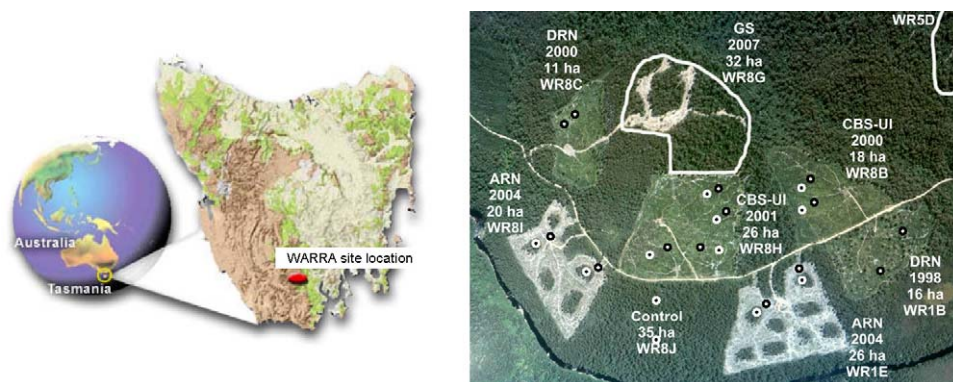 Australia
Tasmania
WARRA site location
DRN
2000
11 ha
WR8C
GS
2007
32 ha
WR8G
WR5D
CBS-UI
2000
18 ha
WR8B
ARN
2004
20 ha
WR8I
CBS-UI
2001
26 ha
WR8H
DRN
1998
16 ha
WR1B
Control
35 ha
WR8J
ARN
2004
26 ha
WR1E